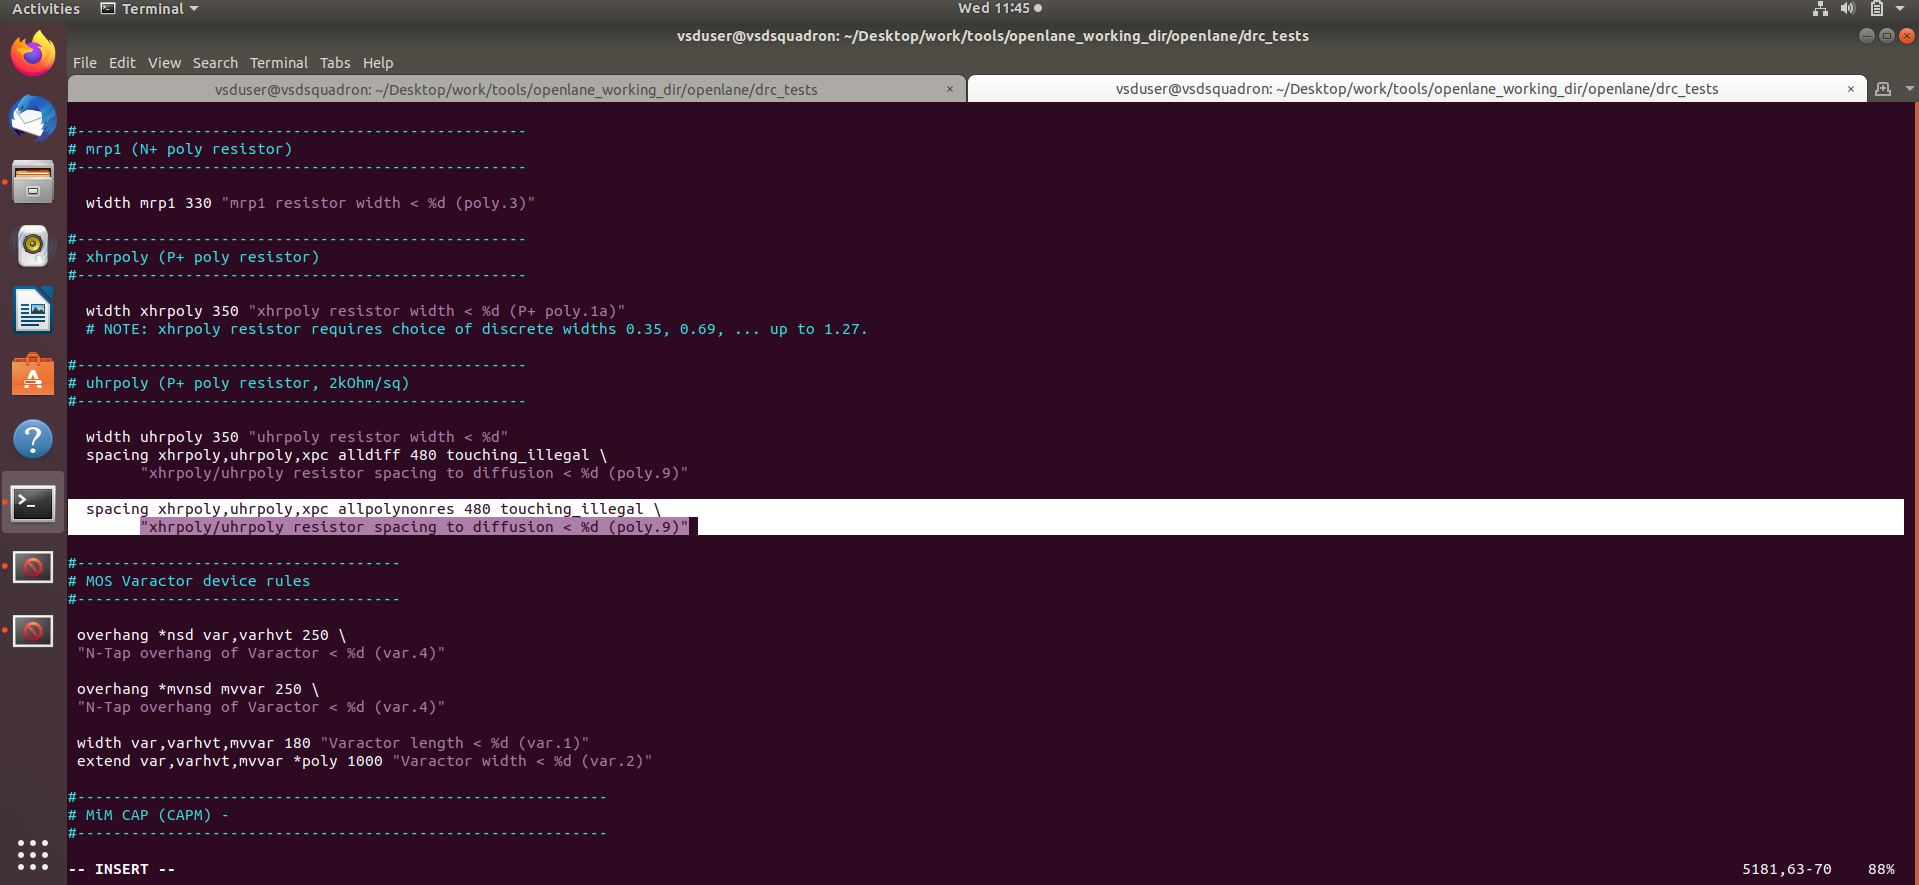 Activities
Terminal
Wed 11:45
vsduser@vsdsquadron: ~/Desktop/work/tools/openlane_working_dir/openlane/drc_tests
File Edit View Search Terminal Tabs Help
vsduser@vsdsquadron: ~/Desktop/work/tools/openlane_working_dir/openlane/drc_tests ×
vsduser@vsdsquadron: ~/Desktop/work/tools/openlane_working_dir/openlane/drc_tests ×
#--------------------------------------------------
# mrp1 (N+ poly resistor)
#--------------------------------------------------
width mrp1 330 "mrp1 resistor width < %d (poly.3)"
#--------------------------------------------------
# xhrpoly (P+ poly resistor)
#--------------------------------------------------
width xhrpoly 350 "xhrpoly resistor width < %d (P+ poly.1a)"
# NOTE: xhrpoly resistor requires choice of discrete widths 0.35, 0.69, ... up to 1.27.
#--------------------------------------------------
# uhrpoly (P+ poly resistor, 2kOhm/sq)
#--------------------------------------------------
width uhrpoly 350 "uhrpoly resistor width < %d"
spacing xhrpoly,uhrpoly,xpc alldiff 480 touching_illegal \
"xhrpoly/uhrpoly resistor spacing to diffusion < %d (poly.9)"
spacing xhrpoly,uhrpoly,xpc allpolynonres 480 touching_illegal \
"xhrpoly/uhrpoly resistor spacing to diffusion < %d (poly.9)"
#------------------------------------
# MOS Varactor device rules
#------------------------------------
overhang *nsd var,varhvt 250 \
"N-Tap overhang of Varactor < %d (var.4)"
overhang *mvnsd mvvar 250 \
"N-Tap overhang of Varactor < %d (var.4)"
width var,varhvt,mvvar 180 "Varactor length < %d (var.1)"
extend var,varhvt,mvvar *poly 1000 "Varactor width < %d (var.2)"
#-----------------------------------------------------------
# MiM CAP (CAPM) -
#-----------------------------------------------------------
-- INSERT -- 5181,63-70 88%